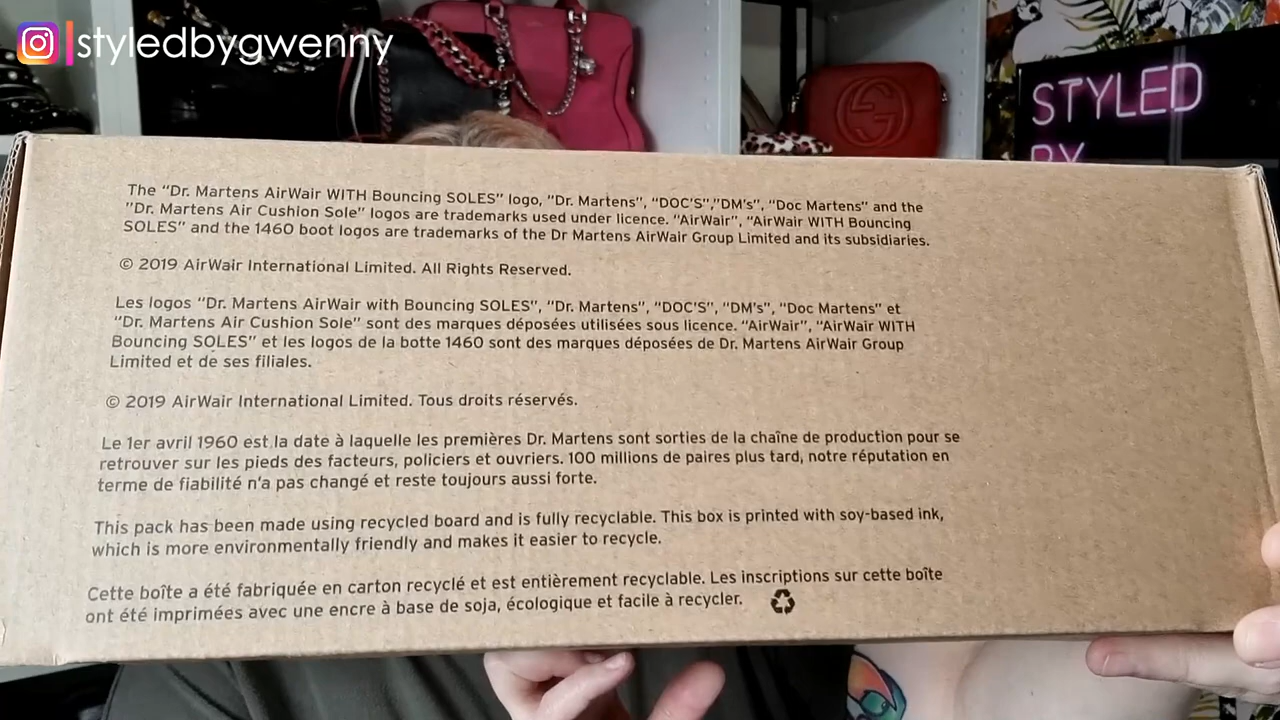 styledbygwenny
STYLED
BY
The “Dr. Martens AirWair WITH Bouncing SOLES” logo, “Dr. Martens”, “DOC'S”,“DM's”, “Doc Martens” and the
“Dr. Martens Air Cushion Sole” logos are trademarks used under licence. “AirWair”, “AirWair WITH Bouncing
SOLES” and the 1460 boot logos are trademarks of the Dr Martens AirWair Group Limited and its subsidiaries.
© 2019 AirWair International Limited. All Rights Reserved.
Les logos “Dr. Martens AirWair with Bouncing SOLES”, “Dr. Martens”, “DOC'S”, “DM's”, “Doc Martens” et
“Dr. Martens Air Cushion Sole” sont des marques déposées utilisées sous licence. “AirWair”, “AirWair WITH
Bouncing SOLES” et les logos de la botte 1460 sont des marques déposées de Dr. Martens AirWair Group
Limited et de ses filiales.
© 2019 AirWair International Limited. Tous droits réservés.
Le 1er avril 1960 est la date à laquelle les premières Dr. Martens sont sorties de la chaîne de production pour se
retrouver sur les pieds des facteurs, policiers et ouvriers. 100 millions de paires plus tard, notre réputation en
terme de fiabilité n'a pas changé et reste toujours aussi forte.
This pack has been made using recycled board and is fully recyclable. This box is printed with soy-based ink,
which is more environmentally friendly and makes it easier to recycle.
Cette boîte a été fabriquée en carton recyclé et est entièrement recyclable. Les inscriptions sur cette boîte
ont été imprimées avec une encre à base de soja, écologique et facile à recycler.